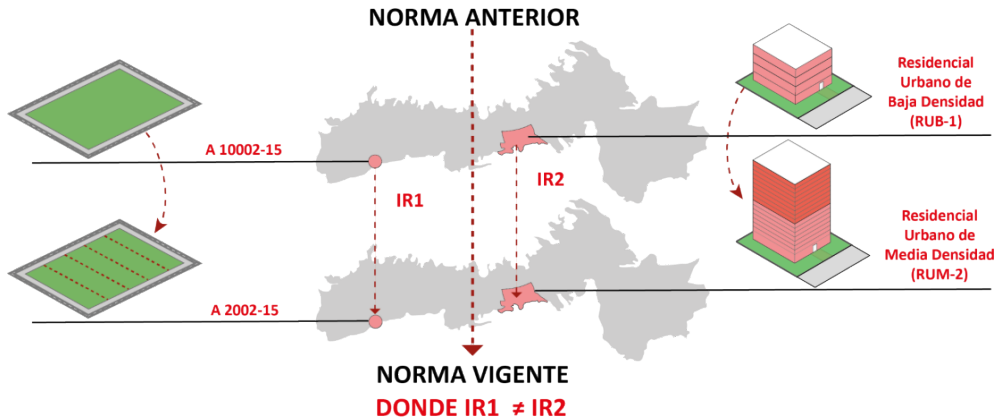 NORMA ANTERIOR
Residencial
Urbano de
Baja Densidad
(RUB-1)
A 10002-15
IR1
IR2
Residencial
Urbano de
Media Densidad
(RUM-2)
A 2002-15
NORMA VIGENTE
DONDE IR1 ≠ IR2